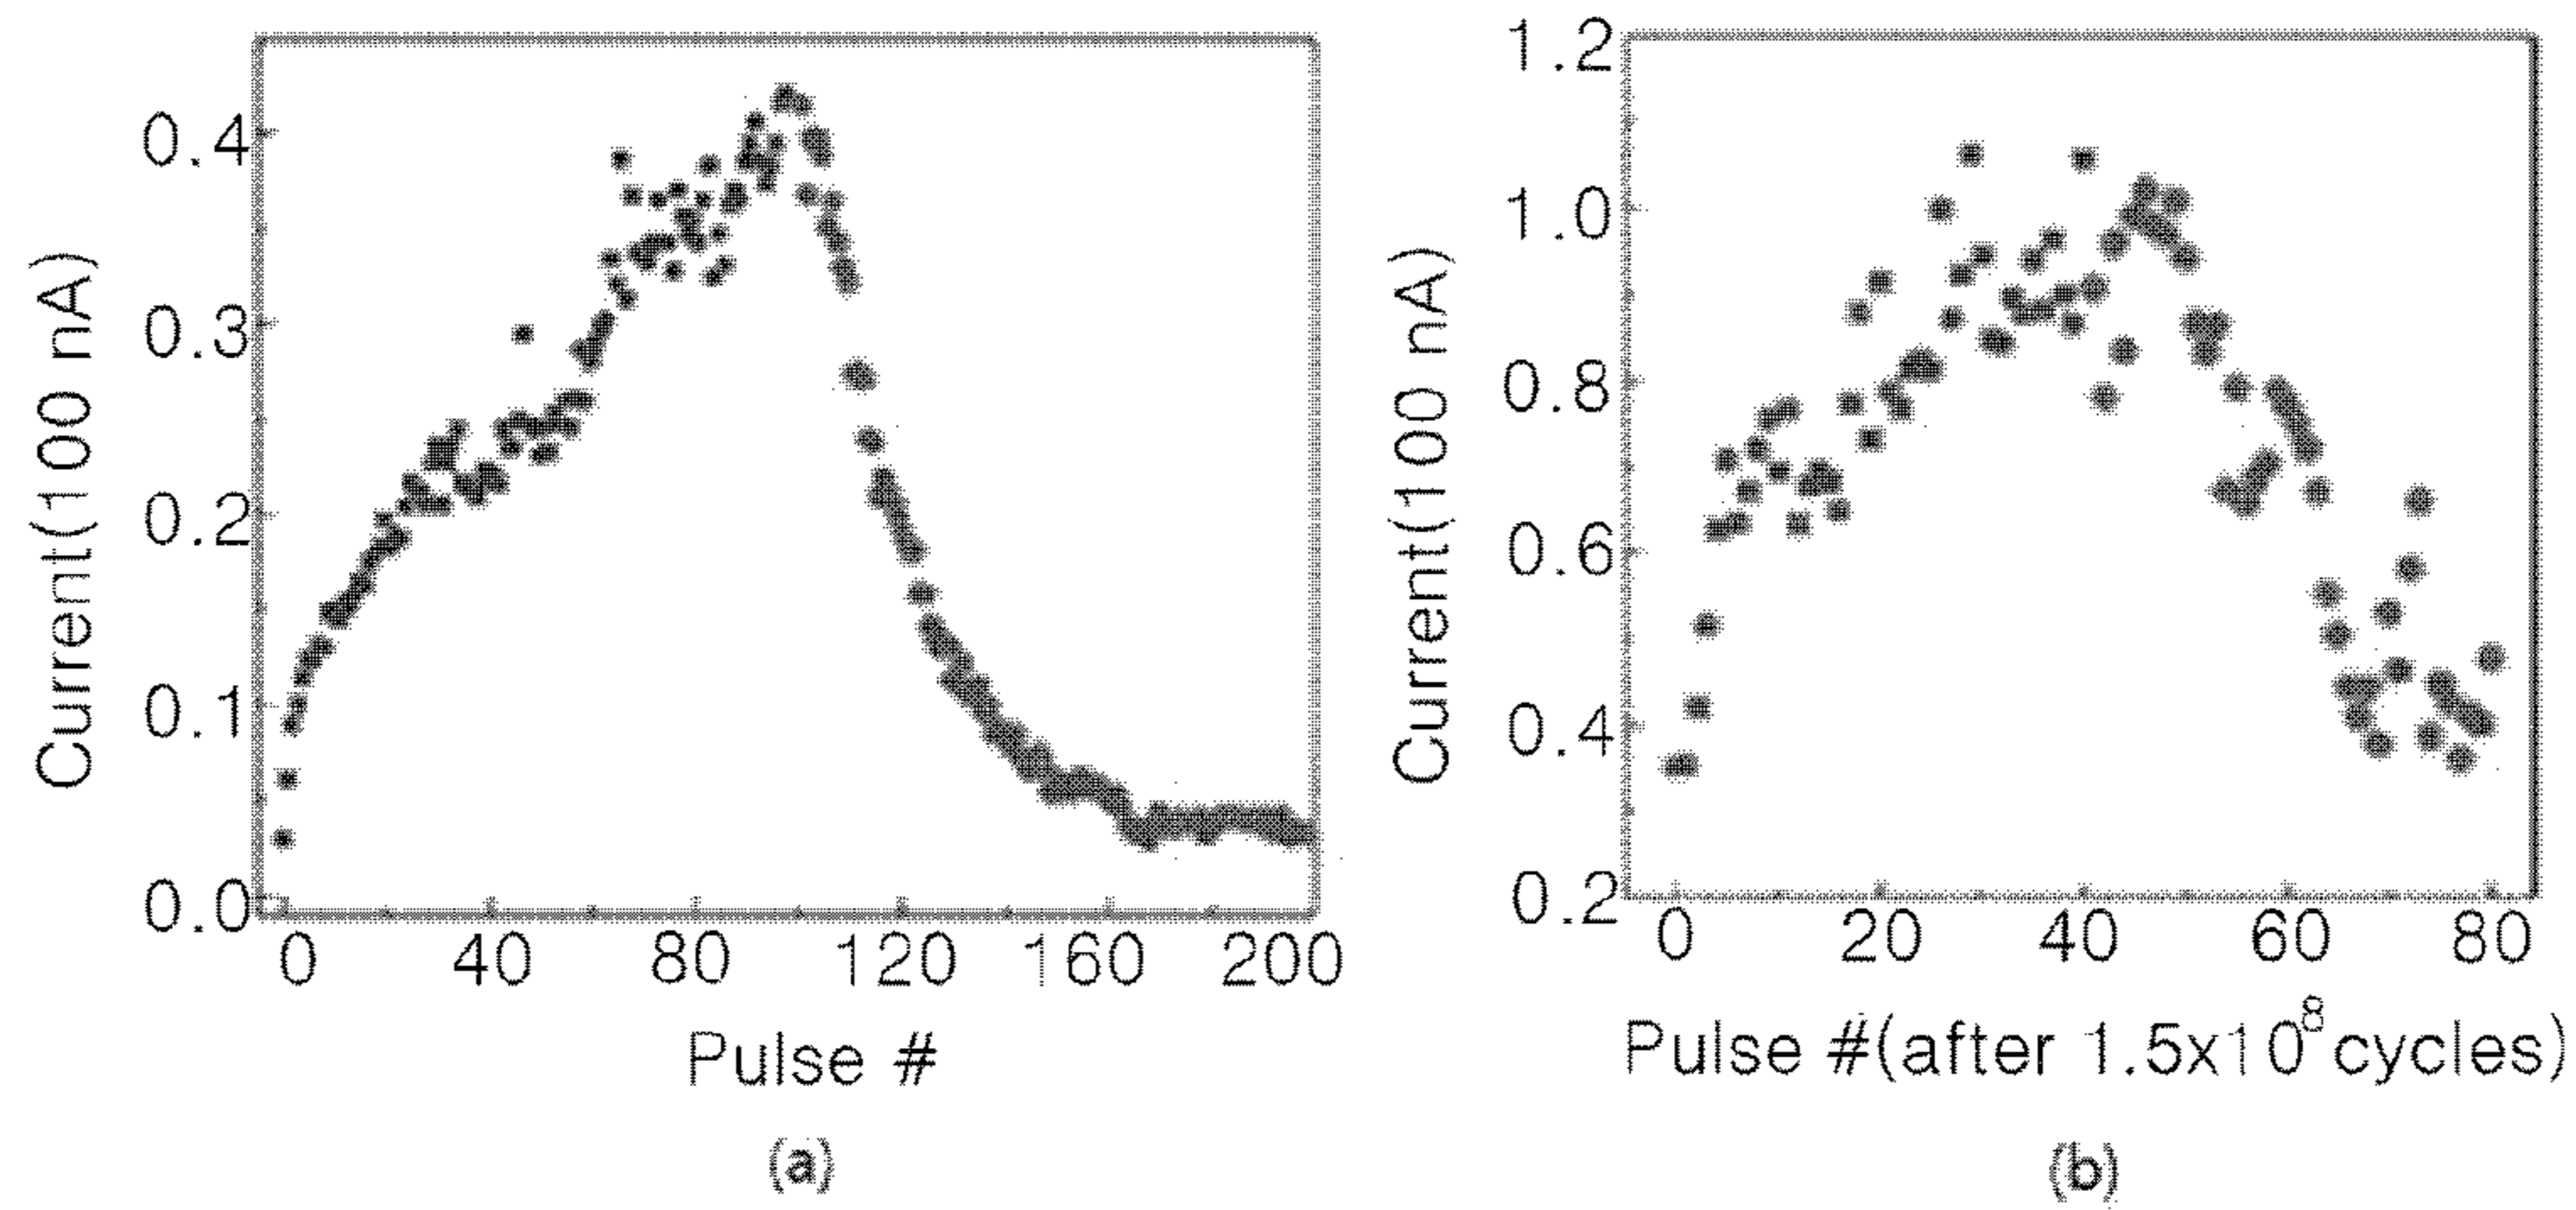 Current(100 nA)
0.4
0.3
0.2
0.1
0.0
0 40 80 120 160 200
Pulse #
(a)
Current(100 nA)
1.2
1.0
0.8
0.6
0.4
0.2
0 20 40 60 80
Pulse #(after 1.5x10⁸cycles)
(b)